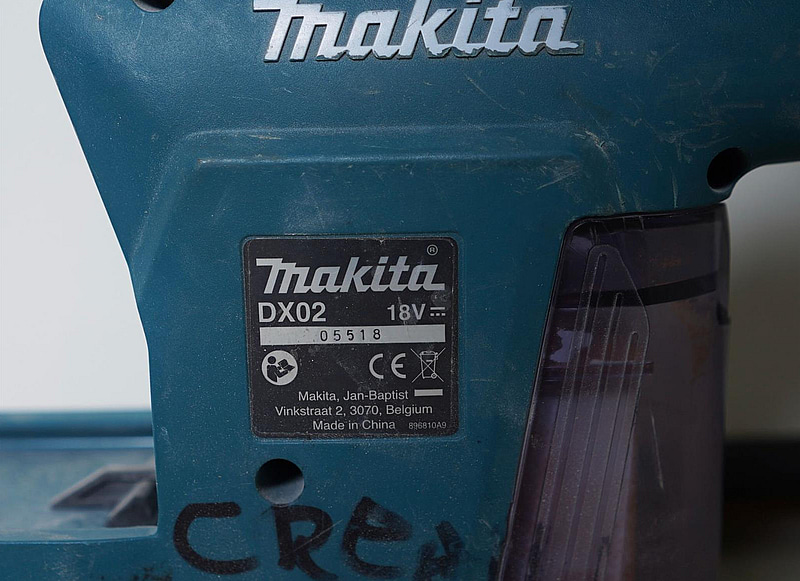 makita
makita ®
DX02 18V
05518
CE
Makita, Jan-Baptist
Vinkstraat 2, 3070, Belgium
Made in China 896810A9